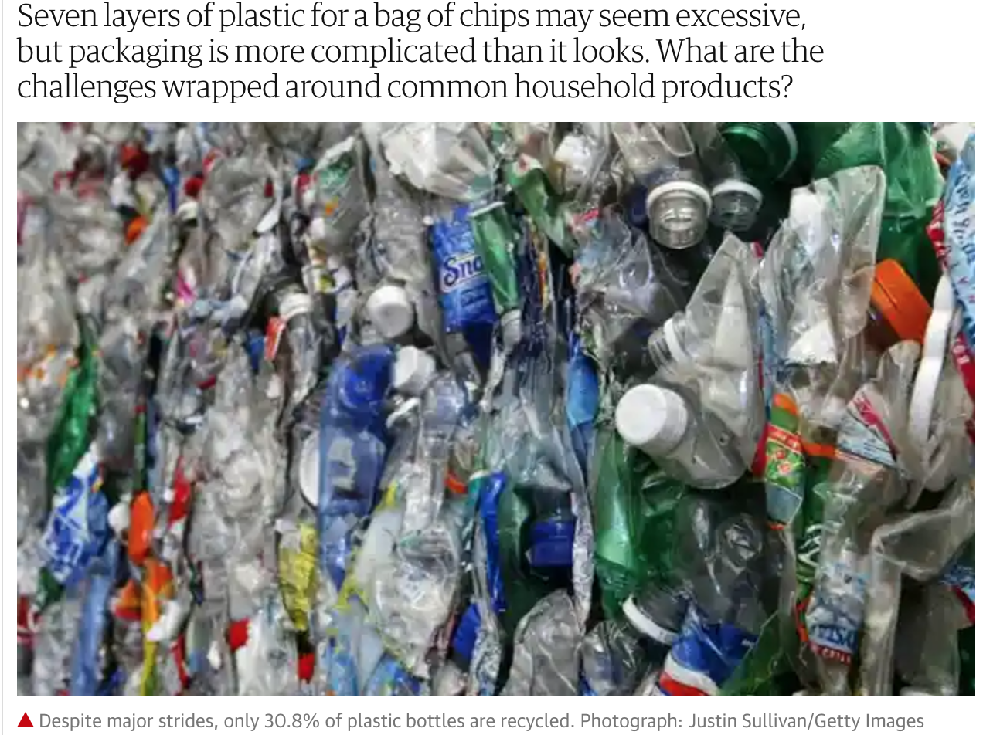 Seven layers of plastic for a bag of chips may seem excessive,
but packaging is more complicated than it looks. What are the
challenges wrapped around common household products?
Despite major strides, only 30.8% of plastic bottles are recycled. Photograph: Justin Sullivan/Getty Images